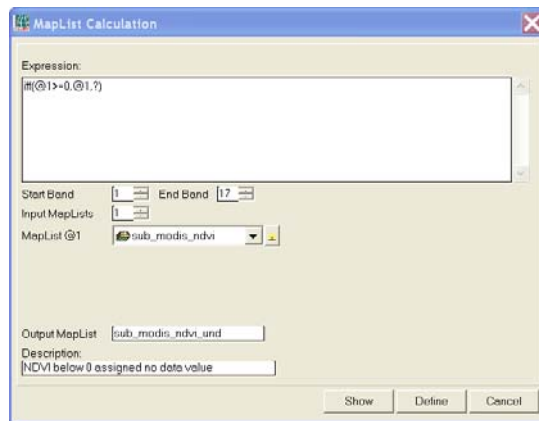 MapList Calculation
Expression:
iff(@1>=0,@1,?)
Start Band 1 End Band 17
Input MapLists 1
MapList @1 sub_modis_ndvi
Output MapList sub_modis_ndvi_und
Description:
NDVI below 0 assigned no data value
Show Define Cancel